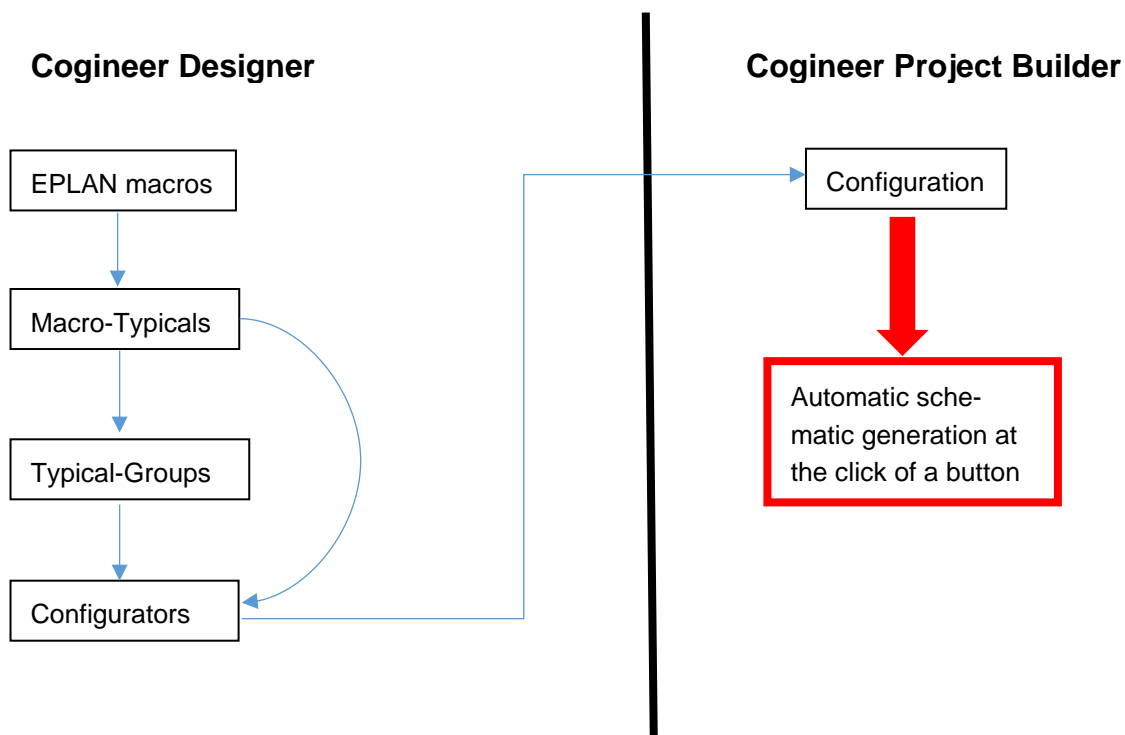 Cogineer Designer
EPLAN macros
Macro-Typicals
Typical-Groups
Configurators
Cogineer Project Builder
Configuration
Automatic sche-
matic generation at
the click of a button